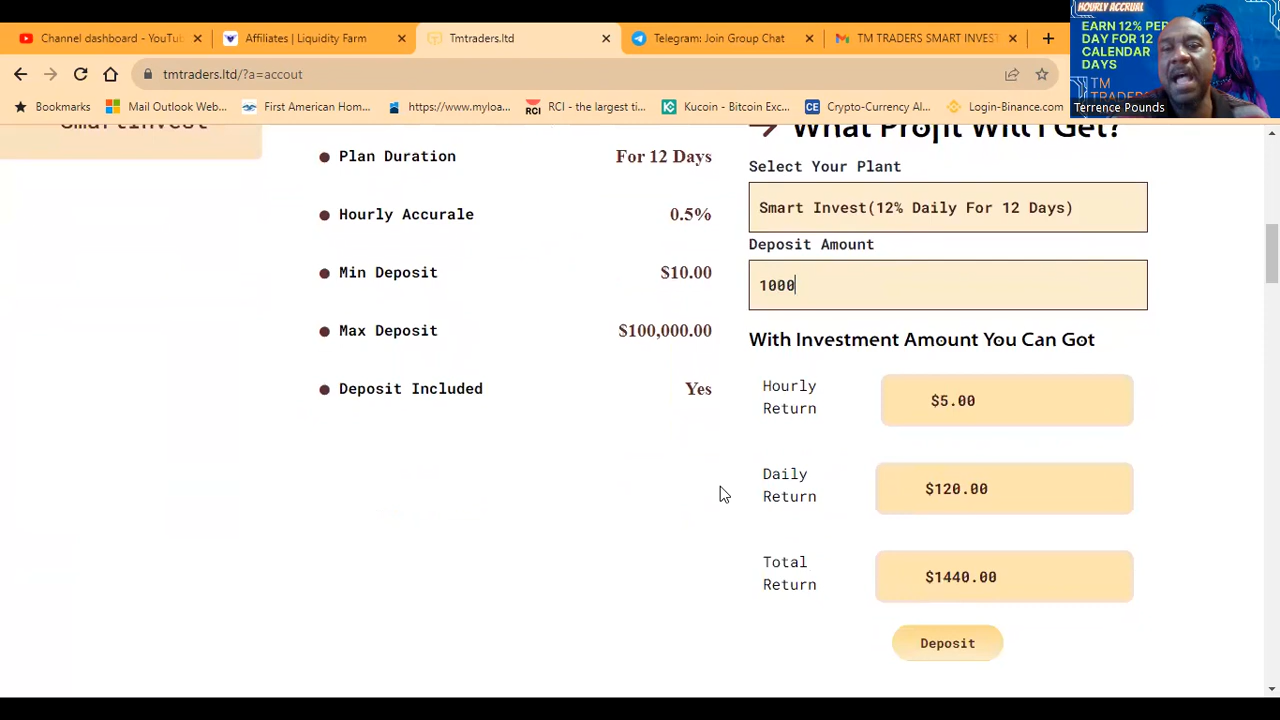 Channel dashboard - YouTu
Affiliates | Liquidity Farm
Tmtraders.ltd
Telegram: Join Group Chat
TM TRADERS SMART INVEST
tmtraders.ltd/?a=accout
Bookmarks
Mail Outlook Web...
First American Hom...
https://www.myloa...
RCI - the largest ti...
Kucoin - Bitcoin Exc...
Crypto-Currency Al...
Login-Binance.com
HOURLY ACCRUAL
EARN 12% PER
DAY FOR 12
CALENDAR
DAYS
TM
TRADERS
Terrence Pounds
SmartInvest
Plan Duration For 12 Days
Hourly Accurale 0.5%
Min Deposit $10.00
Max Deposit $100,000.00
Deposit Included Yes
What Profit Will I Get?
Select Your Plant
Smart Invest(12% Daily For 12 Days)
Deposit Amount
1000
With Investment Amount You Can Got
Hourly
Return
$5.00
Daily
Return
$120.00
Total
Return
$1440.00
Deposit